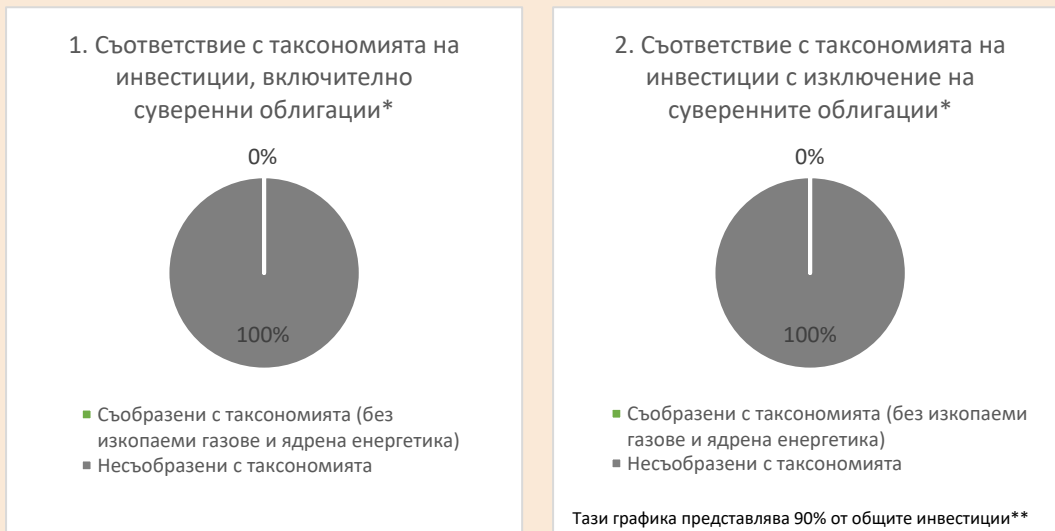 1. Съответствие с таксономията на
инвестиции, включително
суверенни облигации*
0%
100%
Съобразени с таксономията (без
изкопаеми газове и ядрена енергетика)
Несъобразени с таксономията
2. Съответствие с таксономията на
инвестиции с изключение на
суверенните облигации*
0%
100%
Съобразени с таксономията (без изкопаеми
газове и ядрена енергетика)
Несъобразени с таксономията
Тази графика представлява 90% от общите инвестиции**